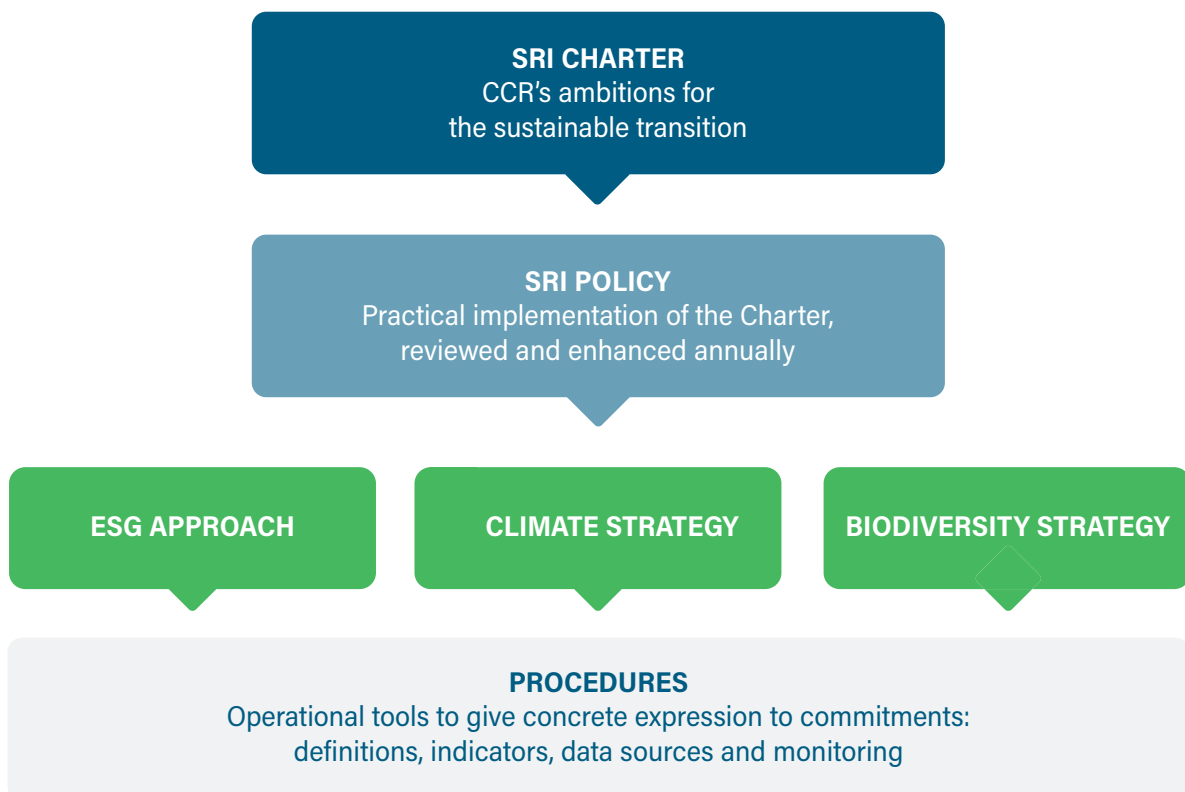 SRI CHARTER
CCR's ambitions for
the sustainable transition
SRI POLICY
Practical implementation of the Charter,
reviewed and enhanced annually
ESG APPROACH
CLIMATE STRATEGY
BIODIVERSITY STRATEGY
PROCEDURES
Operational tools to give concrete expression to commitments:
definitions, indicators, data sources and monitoring